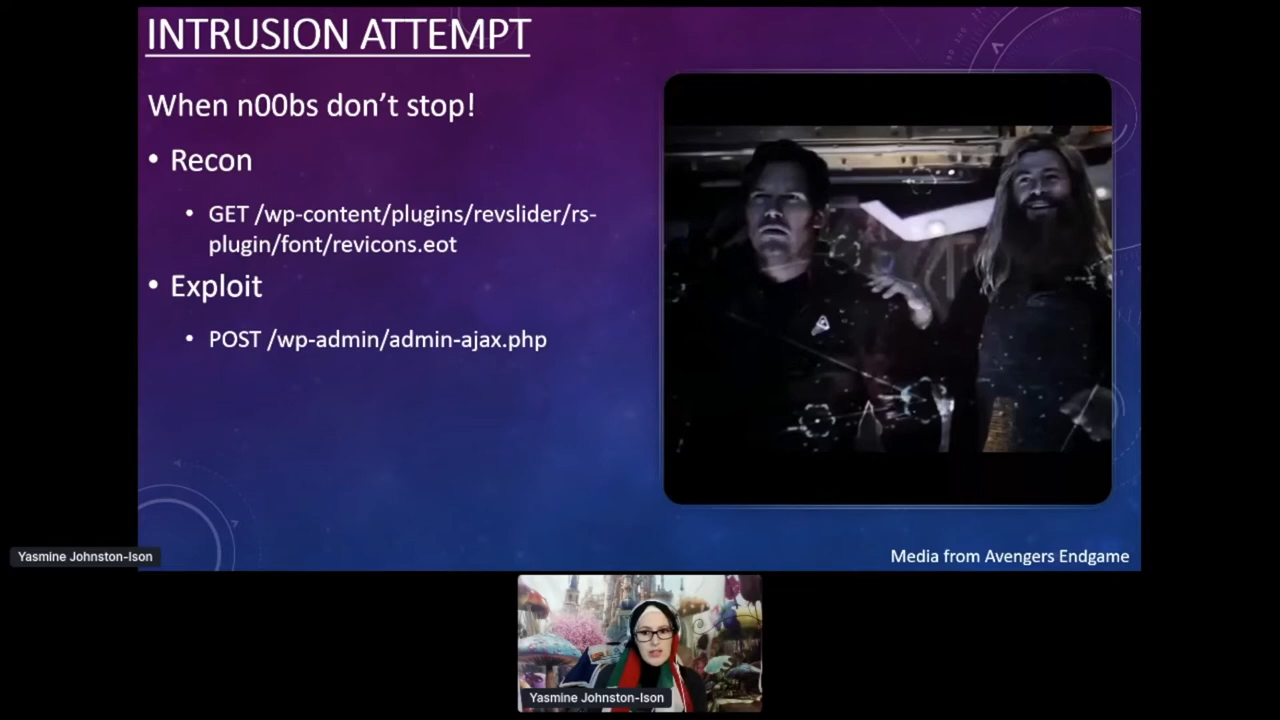 INTRUSION ATTEMPT
When n00bs don't stop!
• Recon
• GET /wp-content/plugins/revslider/rs-
plugin/font/revicons.eot
• Exploit
• POST /wp-admin/admin-ajax.php
Media from Avengers Endgame
Yasmine Johnston-Ison
Yasmine Johnston-Ison